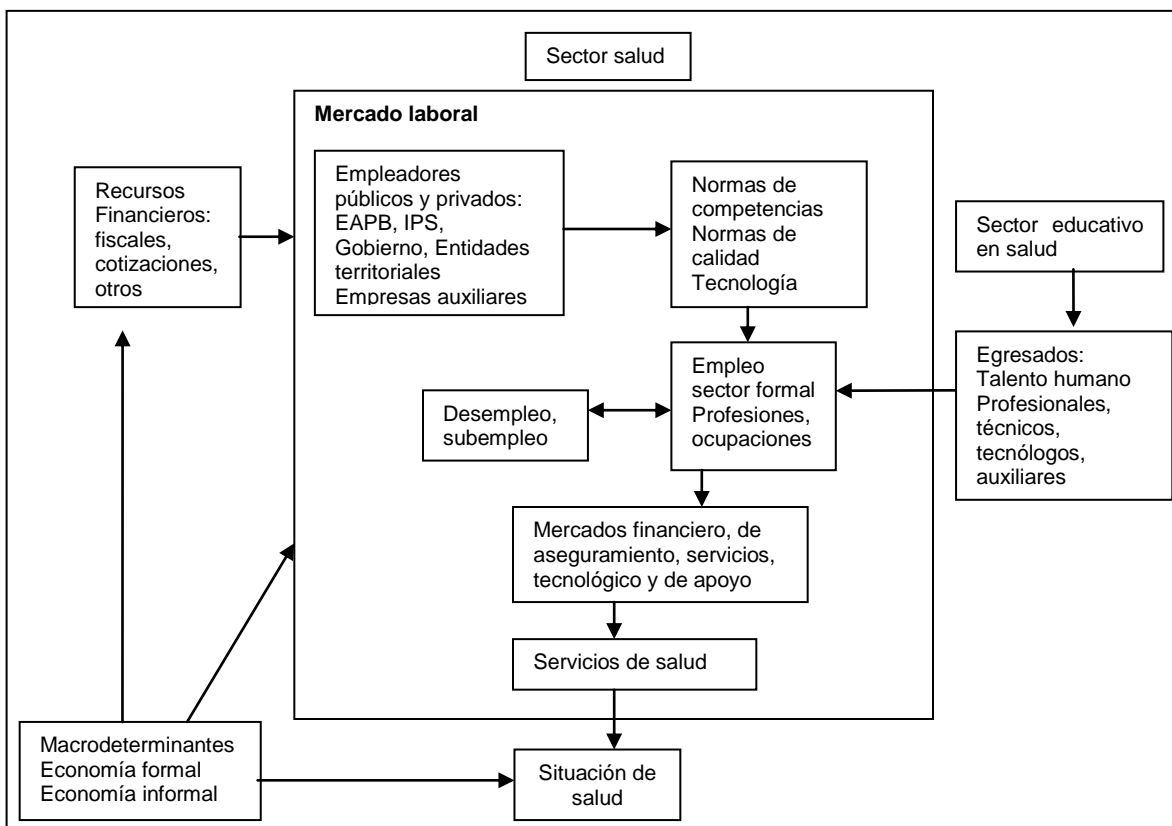 Sector salud
Mercado laboral
Recursos
Financieros:
fiscales,
cotizaciones,
otros
Empleadores
públicos y privados:
EAPB, IPS,
Gobierno, Entidades
territoriales
Empresas auxiliares
Normas de
competencias
Normas de
calidad
Tecnología
Sector educativo
en salud
Egresados:
Talento humano
Profesionales,
técnicos,
tecnólogos,
auxiliares
Empleo
sector formal
Profesiones,
ocupaciones
Desempleo,
subempleo
Mercados financiero, de
aseguramiento, servicios,
tecnológico y de apoyo
Servicios de salud
Macrodeterminantes
Economía formal
Economía informal
Situación de
salud